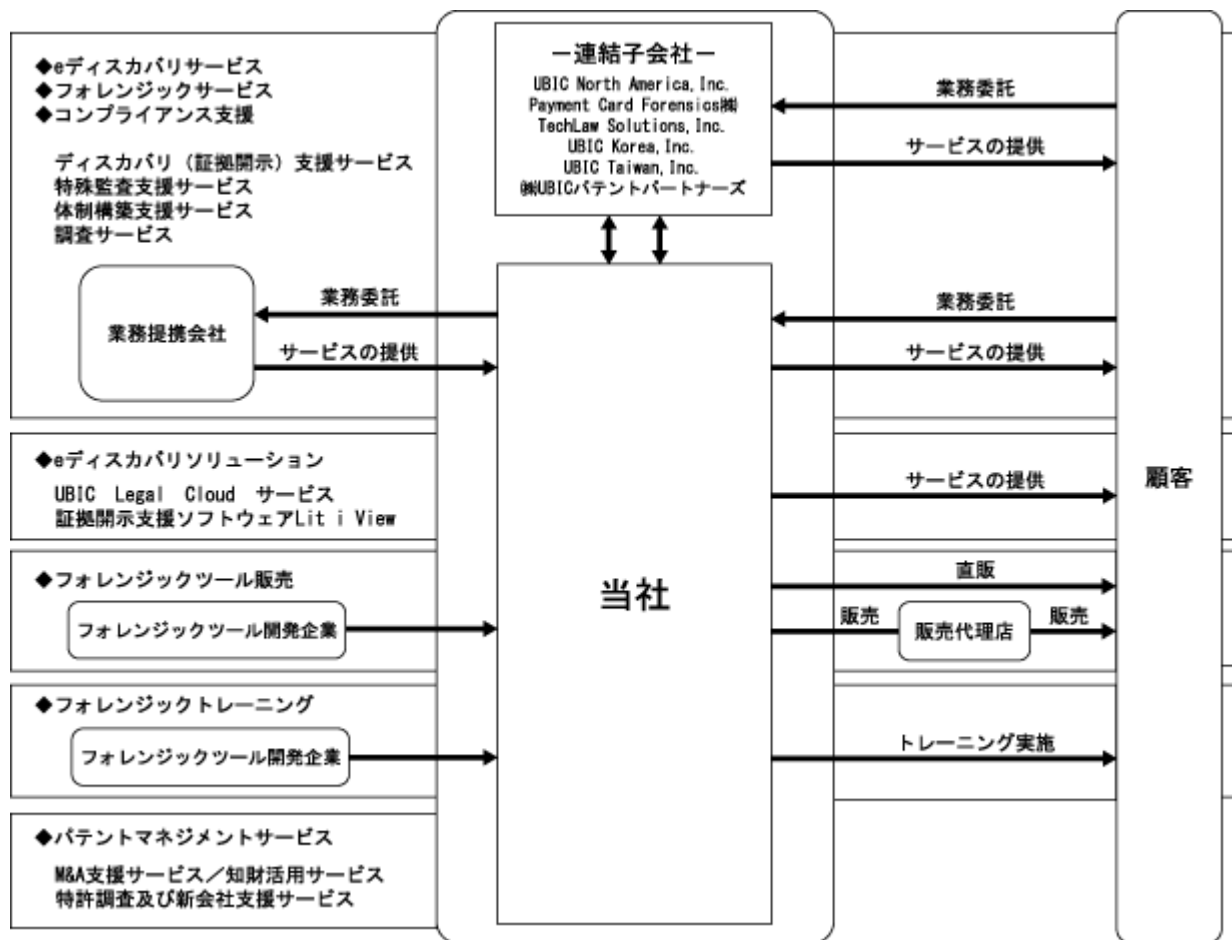 －連結子会社－
UBIC North America, Inc.
Payment Card Forensics㈱
TechLaw Solutions, Inc.
UBIC Korea, Inc.
UBIC Taiwan, Inc.
㈱UBICパテントパートナーズ
◆eディスカバリサービス
◆フォレンジックサービス
◆コンプライアンス支援
ディスカバリ（証拠開示）支援サービス
特殊監査支援サービス
体制構築支援サービス
調査サービス
業務委託
サービスの提供
業務提携会社
業務委託
サービスの提供
業務委託
サービスの提供
◆eディスカバリソリューション
UBIC Legal Cloud サービス
証拠開示支援ソフトウェアLit i View
サービスの提供
顧客
当社
◆フォレンジックツール販売
フォレンジックツール開発企業
直販
販売
販売代理店
販売
◆フォレンジックトレーニング
フォレンジックツール開発企業
トレーニング実施
◆パテントマネジメントサービス
M&A支援サービス／知財活用サービス
特許調査及び新会社支援サービス